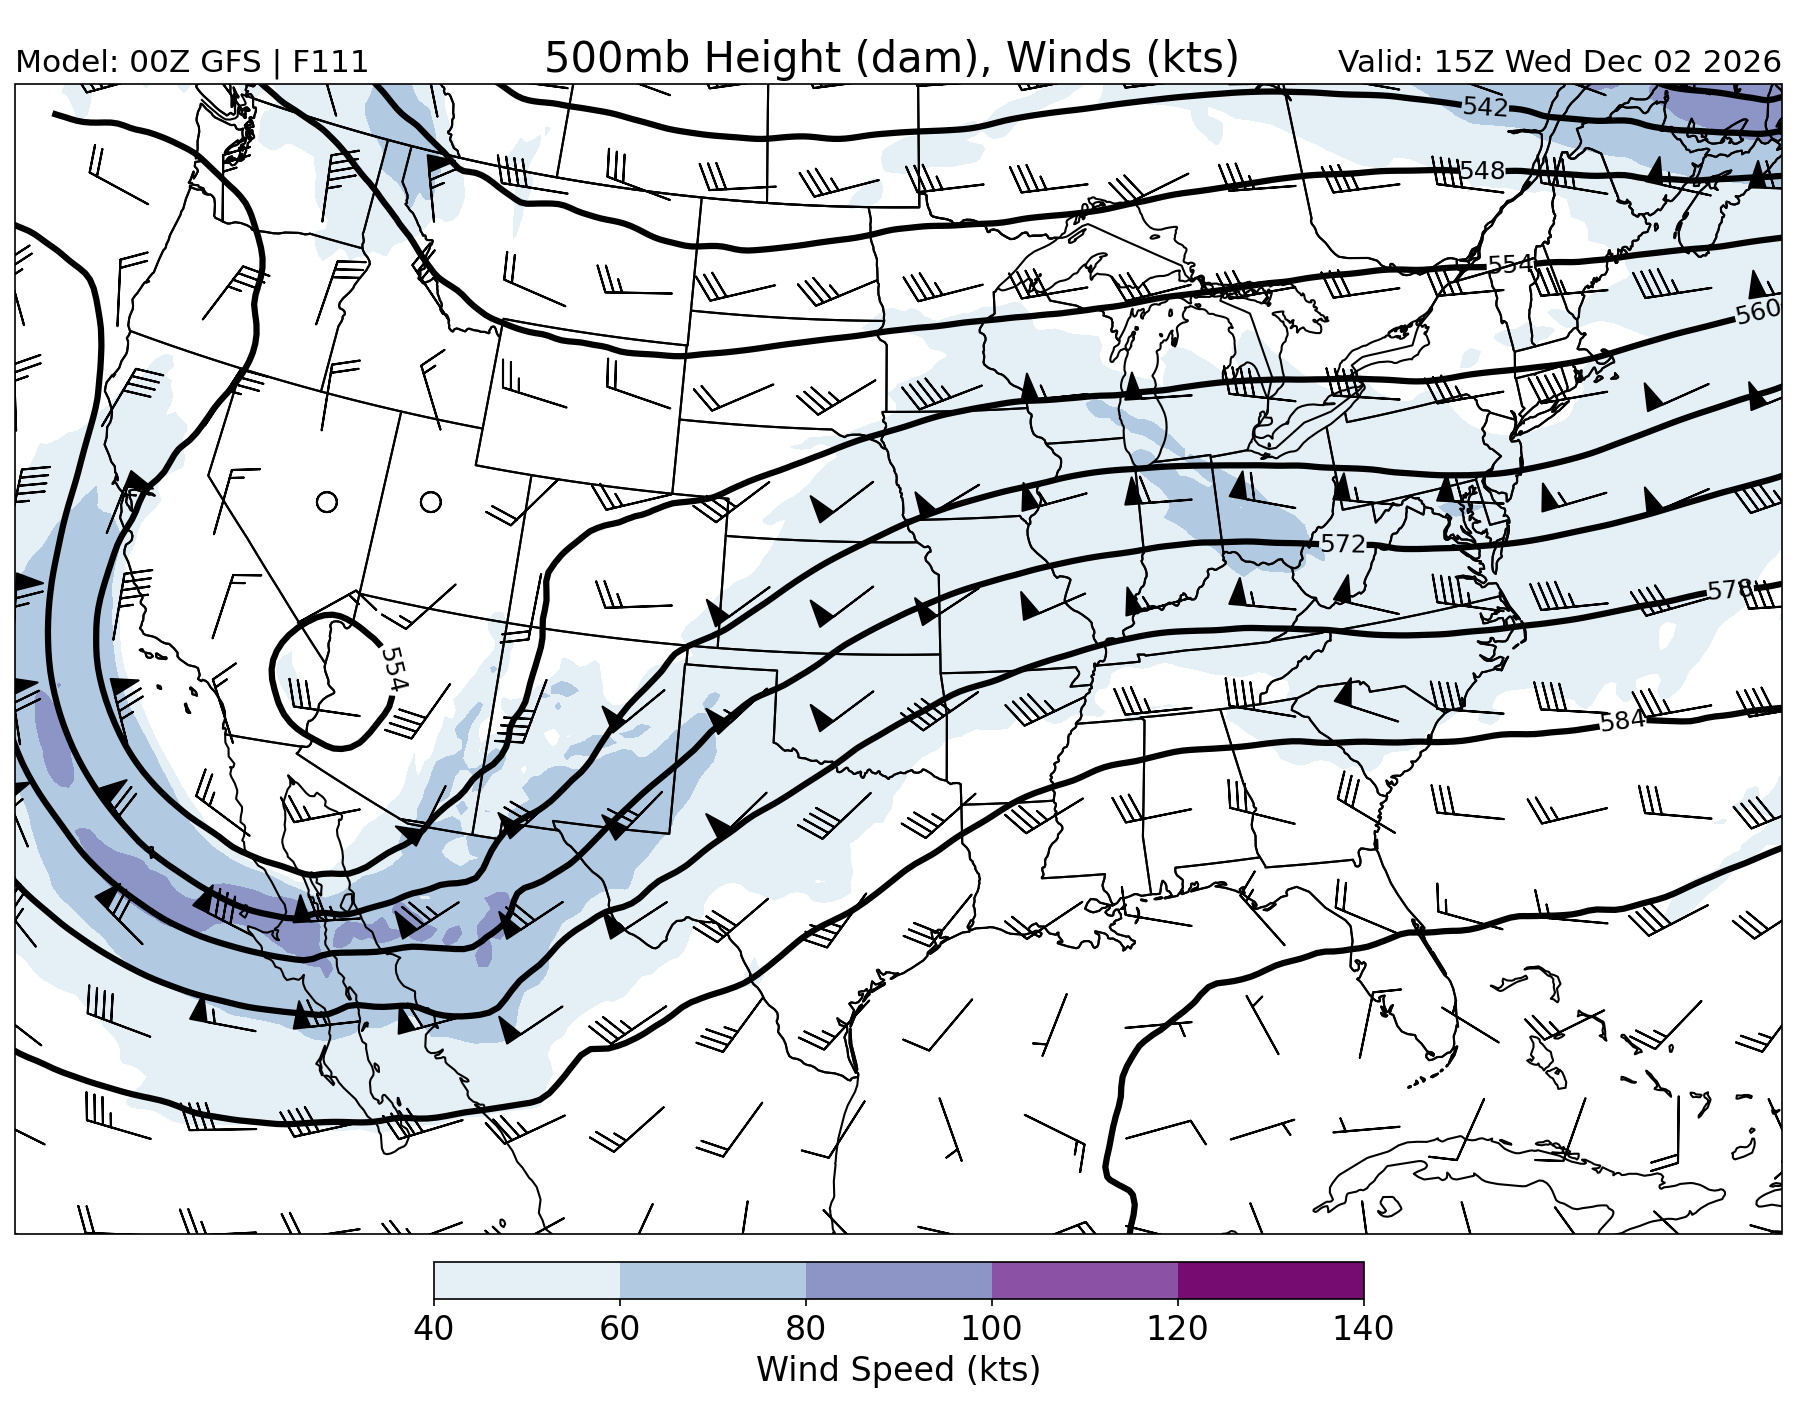 Model: 00Z GFS | F111
500mb Height (dam), Winds (kts)
Valid: 15Z Wed Dec 02 2026
542
548
554
560
572
578
554
584
40 60 80 100 120 140
Wind Speed (kts)